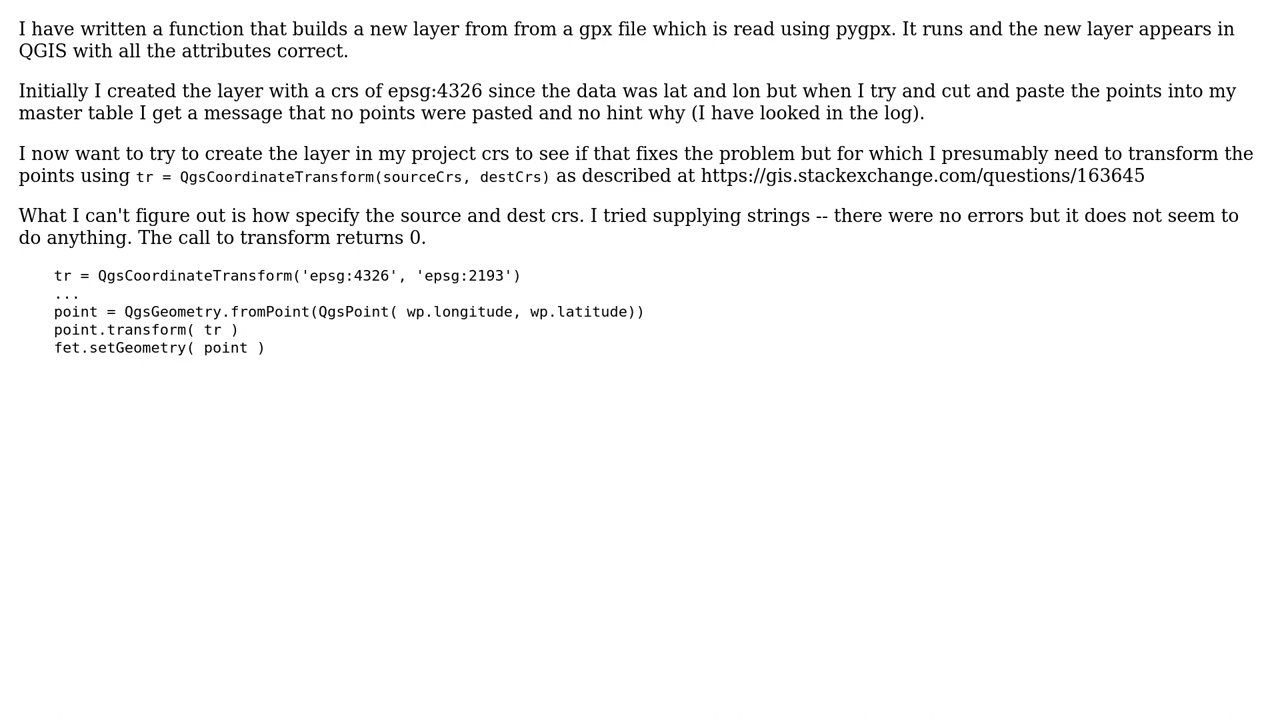 I have written a function that builds a new layer from from a gpx file which is read using pygpx. It runs and the new layer appears in
QGIS with all the attributes correct.
Initially I created the layer with a crs of epsg:4326 since the data was lat and lon but when I try and cut and paste the points into my
master table I get a message that no points were pasted and no hint why (I have looked in the log).
I now want to try to create the layer in my project crs to see if that fixes the problem but for which I presumably need to transform the
points using tr = QgsCoordinateTransform(sourceCrs, destCrs) as described at https://gis.stackexchange.com/questions/163645
What I can't figure out is how specify the source and dest crs. I tried supplying strings -- there were no errors but it does not seem to
do anything. The call to transform returns 0.
tr = QgsCoordinateTransform('epsg:4326', 'epsg:2193')
...
point = QgsGeometry.fromPoint(QgsPoint( wp.longitude, wp.latitude))
point.transform( tr )
fet.setGeometry( point )